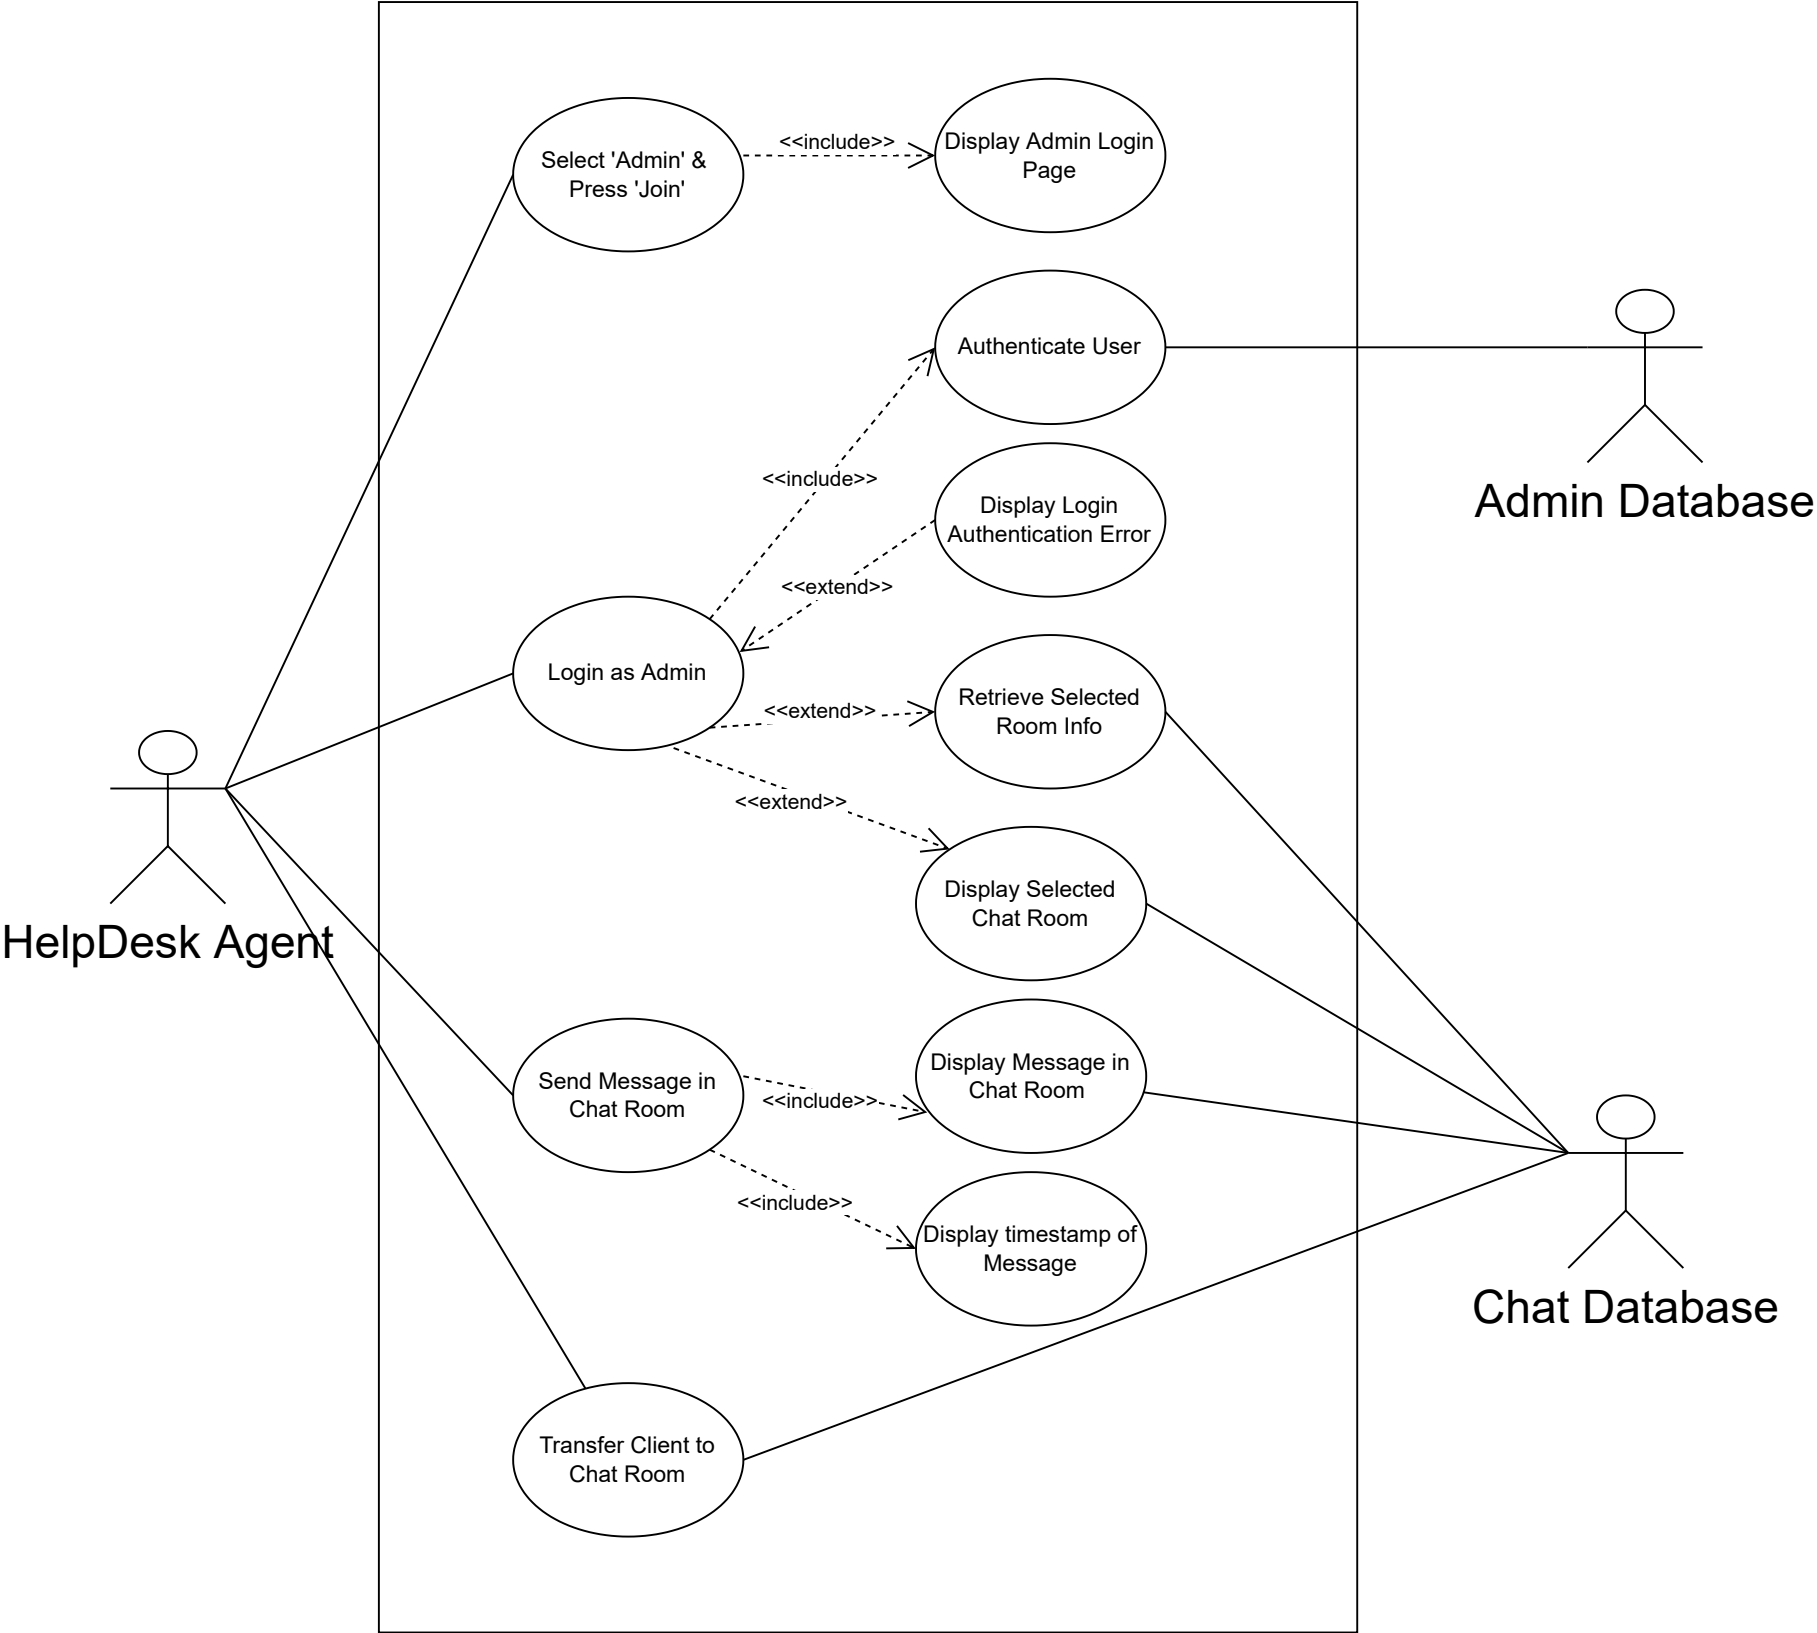 Select 'Admin' &
Press 'Join'
<<include>>
Display Admin Login
Page
Authenticate User
<<include>>
Admin Database
Display Login
Authentication Error
<<extend>>
Login as Admin
<<extend>>
Retrieve Selected
Room Info
<<extend>>
Display Selected
Chat Room
HelpDesk Agent
Send Message in
Chat Room
<<include>>
Display Message in
Chat Room
<<include>>
Display timestamp of
Message
Chat Database
Transfer Client to
Chat Room